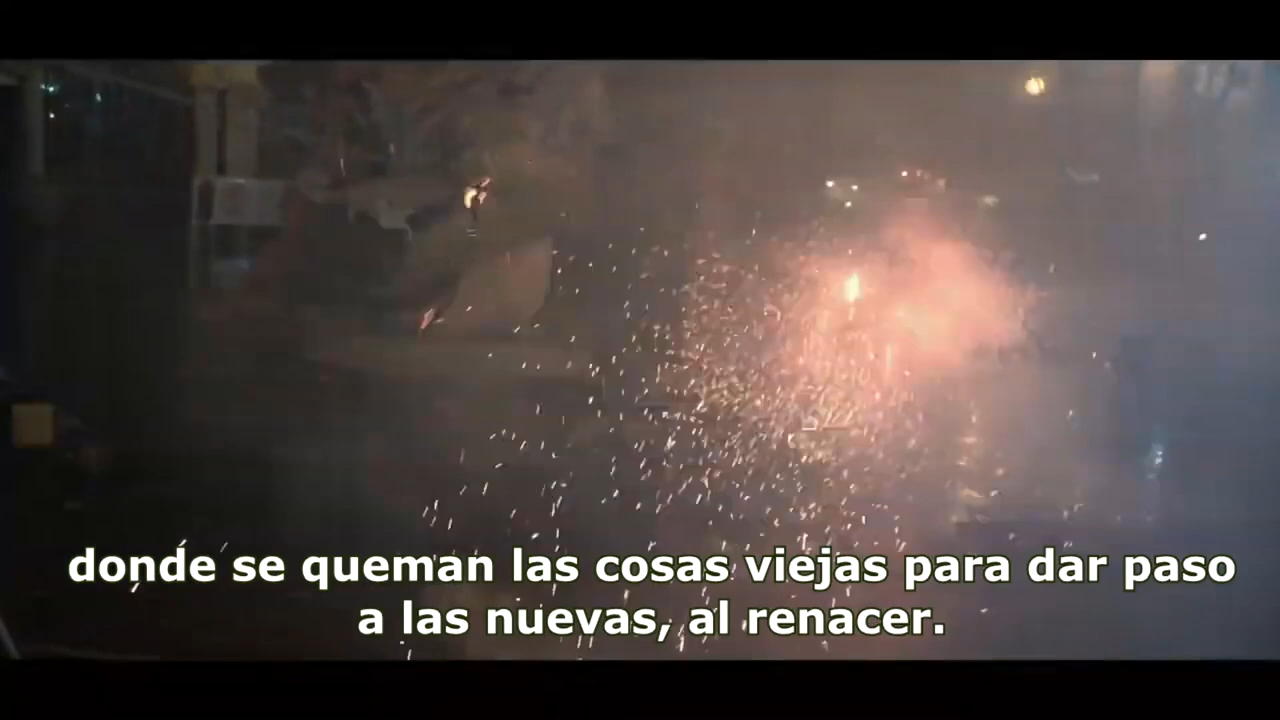 donde se queman las cosas viejas para dar paso
a las nuevas, al renacer.